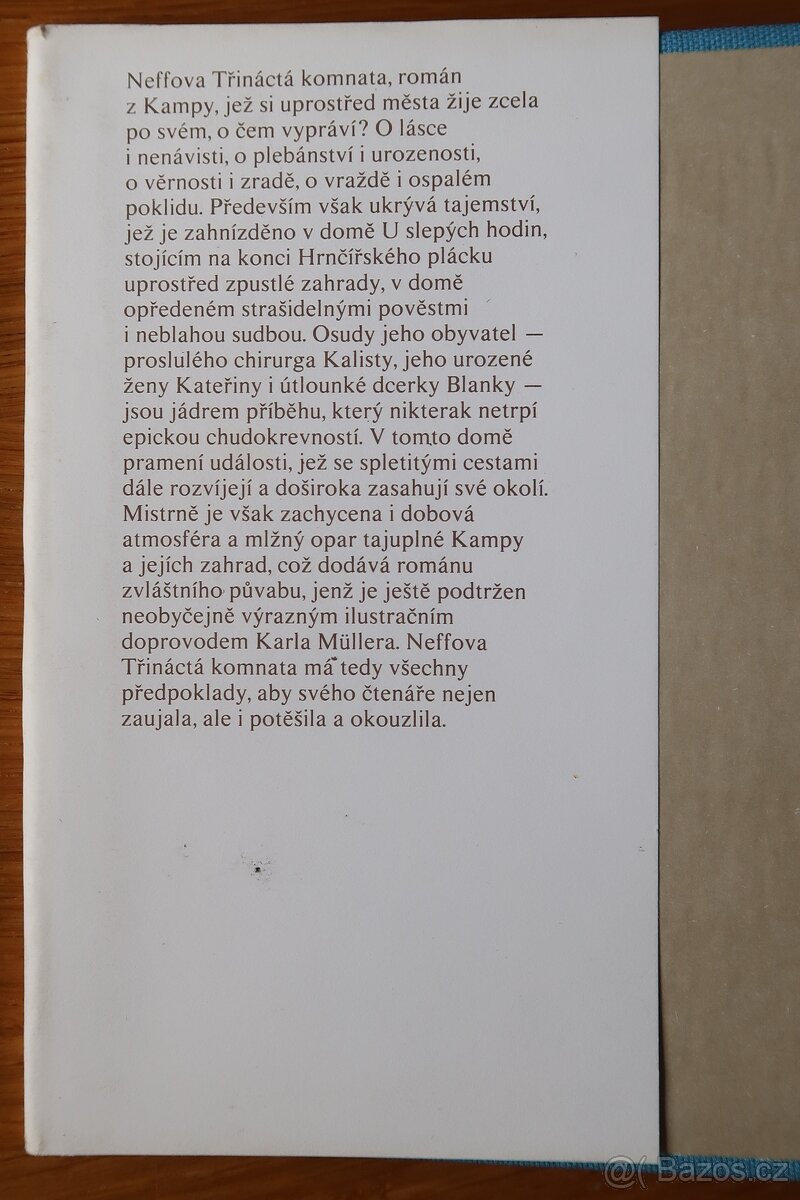 Neffova Třináctá komnata, román
z Kampy, jež si uprostřed města žije zcela
po svém, o čem vypráví? O lásce
i nenávisti, o plebánství i urozenosti,
o věrnosti i zradě, o vraždě i ospalém
poklidu. Především však ukrývá tajemství,
jež je zahnízděno v domě U slepých hodin,
stojícím na konci Hrnčířského plácku
uprostřed zpustlé zahrady, v domě
opředeném strašidelnými pověstmi
i neblahou sudbou. Osudy jeho obyvatel —
proslulého chirurga Kalisty, jeho urozené
ženy Kateřiny i útlounké dcerky Blanky —
jsou jádrem příběhu, který nikterak netrpí
epickou chudokrevností. V tomto domě
pramení události, jež se spletitými cestami
dále rozvíjejí a doširoka zasahují své okolí.
Mistrně je však zachycena i dobová
atmosféra a mlžný opar tajuplné Kampy
a jejích zahrad, což dodává románu
zvláštního půvabu, jenž je ještě podtržen
neobyčejně výrazným ilustračním
doprovodem Karla Müllera. Neffova
Třináctá komnata má tedy všechny
předpoklady, aby svého čtenáře nejen
zaujala, ale i potěšila a okouzlila.
@( Bazos.cz